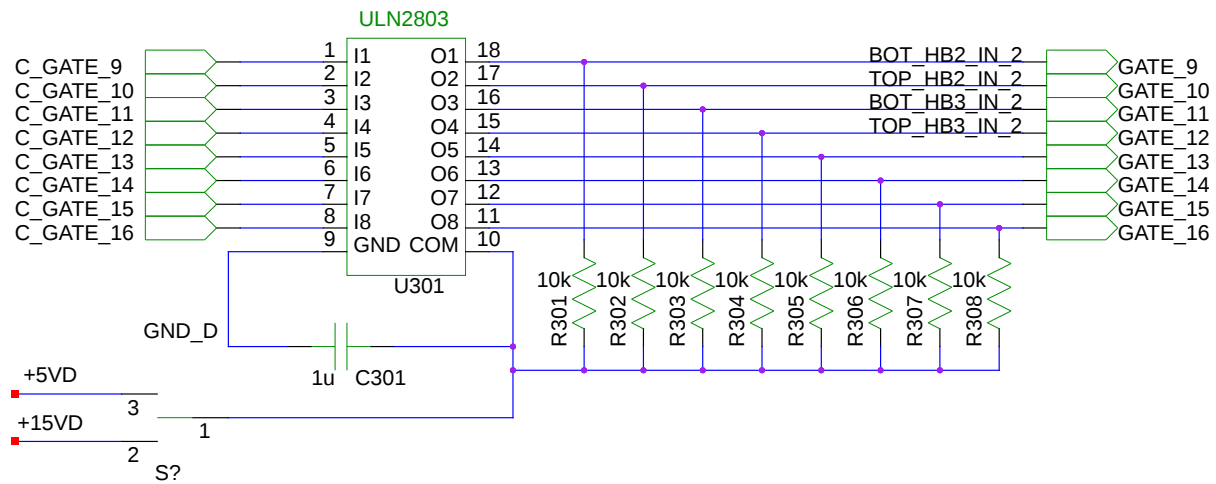 ULN2803
C_GATE_9 1 I1 O1 18 BOT_HB2_IN_2 GATE_9
C_GATE_10 2 I2 O2 17 TOP_HB2_IN_2 GATE_10
C_GATE_11 3 I3 O3 16 BOT_HB3_IN_2 GATE_11
C_GATE_12 4 I4 O4 15 TOP_HB3_IN_2 GATE_12
C_GATE_13 5 I5 O5 14 GATE_13
C_GATE_14 6 I6 O6 13 GATE_14
C_GATE_15 7 I7 O7 12 GATE_15
C_GATE_16 8 I8 O8 11 GATE_16
9 GND COM 10
U301
10k 10k 10k 10k 10k 10k 10k 10k
R301 R302 R303 R304 R305 R306 R307 R308
GND_D
1u C301
+5VD
3
+15VD
1
2
S?